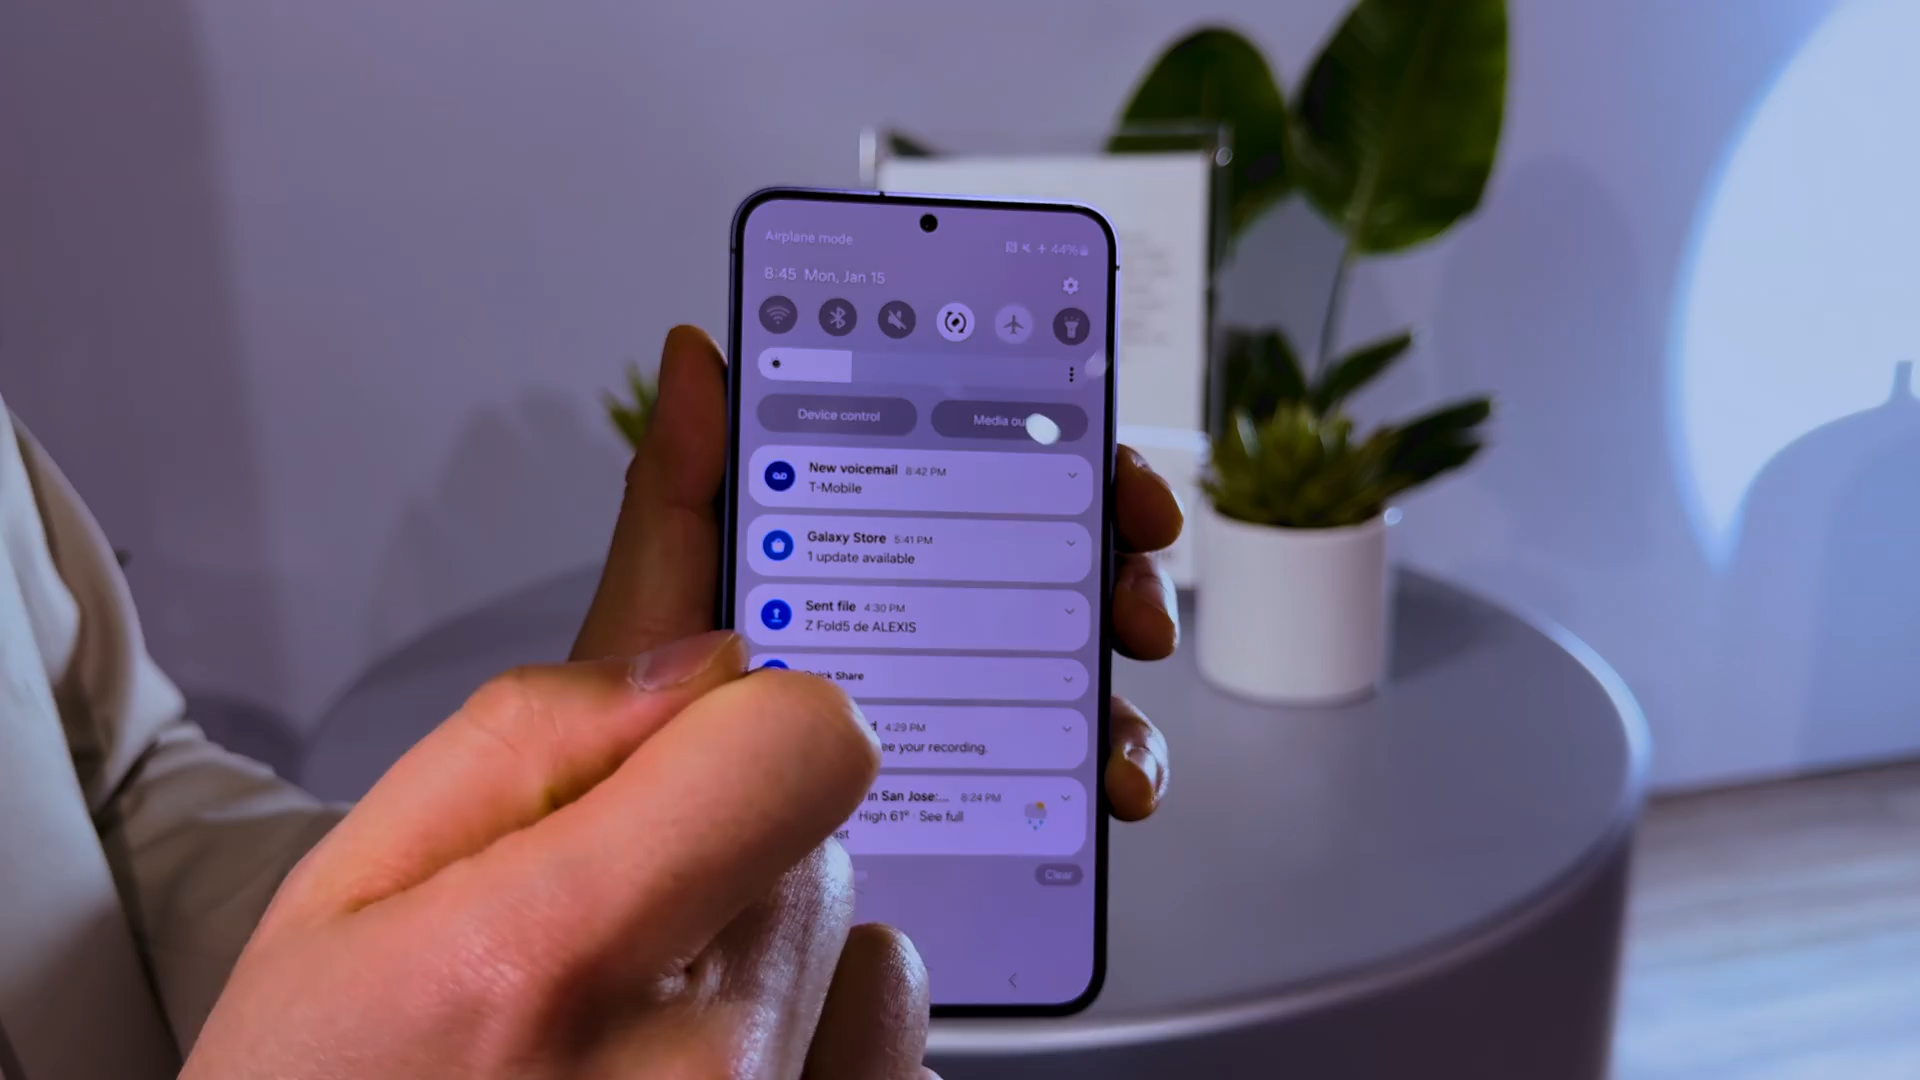 Airplane mode
44%
8:45 Mon, Jan 15
Device control
Media ou
New voicemail 8:42 PM
T-Mobile
Galaxy Store 5:41 PM
1 update available
Sent file 4:30 PM
Z Fold5 de ALEXIS
Quick Share
d 4:29 PM
ee your recording.
in San Jose:... 8:24 PM
High 61° · See full
ast
Clear